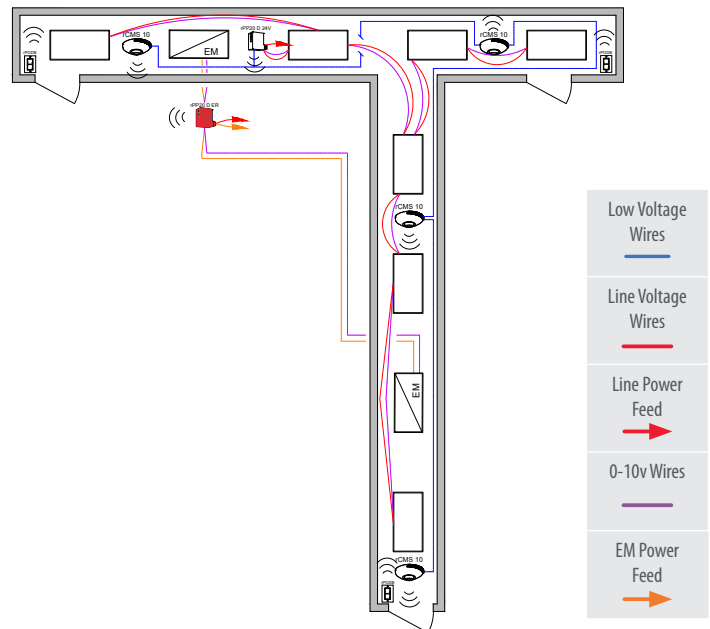 rPP20 D 24V
rCMS 10
rCMS 10
rPODB
EM
rPODB
rPP20 D ER
rCMS 10
Low Voltage
Wires
Line Voltage
Wires
Line Power
Feed
0-10v Wires
EM Power
Feed
EM
rCMS 10
rPODB